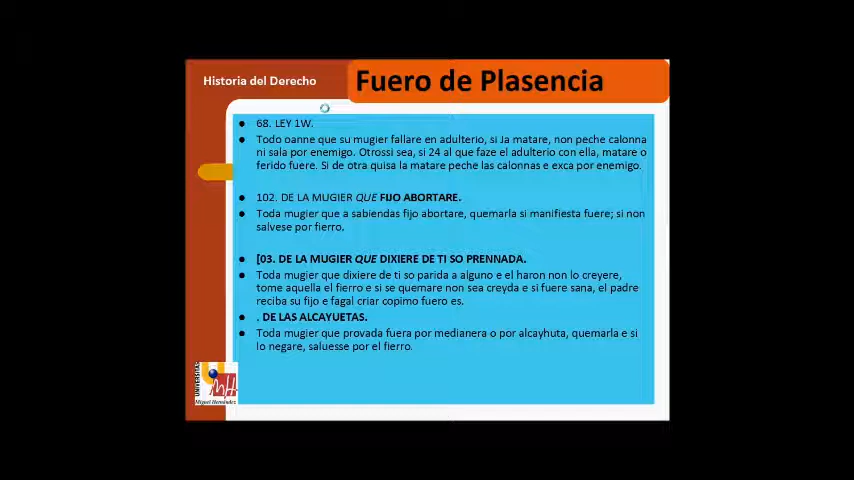 Historia del Derecho
Fuero de Plasencia
● 68. LEY 1W.
● Todo oanne que su mugier fallare en adulterio, si Ja matare, non peche calonna
ni sala por enemigo. Otrossi sea, si 24 al que faze el adulterio con ella, matare o
ferido fuere. Si de otra quisa la matare peche las calonnas e exca por enemigo.
● 102. DE LA MUGIER QUE FIJO ABORTARE.
● Toda mugier que a sabiendas fijo abortare, quemarla si manifiesta fuere; si non
salvese por fierro.
● [03. DE LA MUGIER QUE DIXIERE DE TI SO PRENNADA.
● Toda mugier que dixiere de ti so parida a alguno e el haron non lo creyere,
tome aquella el fierro e si se quemare non sea creyda e si fuere sana, el padre
reciba su fijo e fagal criar copimo fuero es.
● . DE LAS ALCAYUETAS.
● Toda mugier que provada fuera por medianera o por alcayhuta, quemarla e si
lo negare, saluesse por el fierro.
UNIVERSITAS
MH
Miguel Hernández